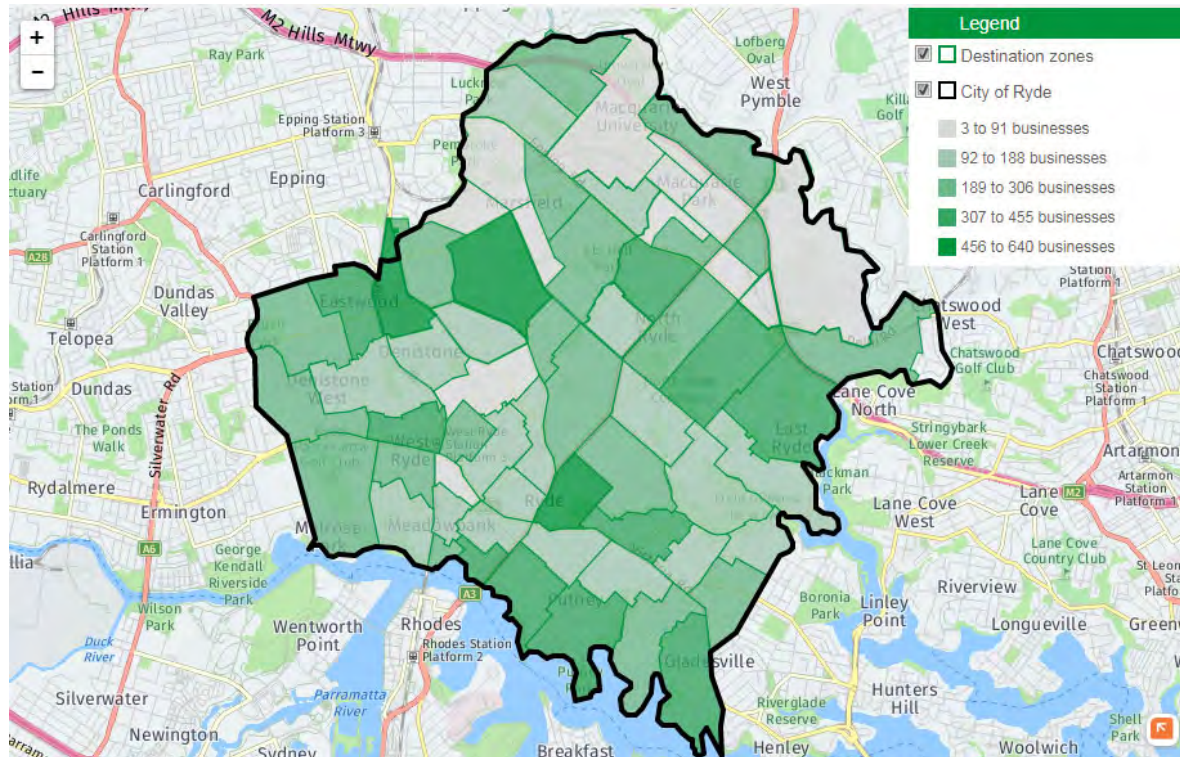 M2 Hills Mtwy
M2 Hills Mtwy
Epping
Ray Park
Lofberg
Oval
West
Pymble
Epping Station
Platform 3
Macquarie
University
Epping
Carlingford
Carlingford
Station
Platform 1
A28
Macquarie
Park
Marsfield
Dundas
Valley
Eastwood
Telopea
North
Ryde
Chatswood
West
Chatswood
Golf Club
Chatswood
Chatswood
Station
Platform 1
Denistone
Dundas
Denistone
West
Lane Cove
North
Silverwater Rd
The Ponds
Walk
Stringybark
Lower Creek
Reserve
East
Ryde
West
Ryde
West Ryde
Station
Artarmon
Artarmon
Station
Platform 1
Rydalmere
Ryde
Lane Cove
West
M2
Lane
Cove
Ermington
Meadowbank
Melrose
Park
A6
George
Kendall
Riverside
Park
Lane Cove
Country Club
Wilson
Park
A3
Riverview
Boronia
Park
Linley
Point
Longueville
Wentworth
Point
Rhodes
Putney
Duck
River
Rhodes Station
Platform 2
Gladesville
Silverwater
Parramatta
River
Hunters
Hill
Riverglade
Reserve
Newington
Shell
Park
Sydney
Breakfast
Henley
Woolwich
+
−
Legend
Destination zones
City of Ryde
3 to 91 businesses
92 to 188 businesses
189 to 306 businesses
307 to 455 businesses
456 to 640 businesses